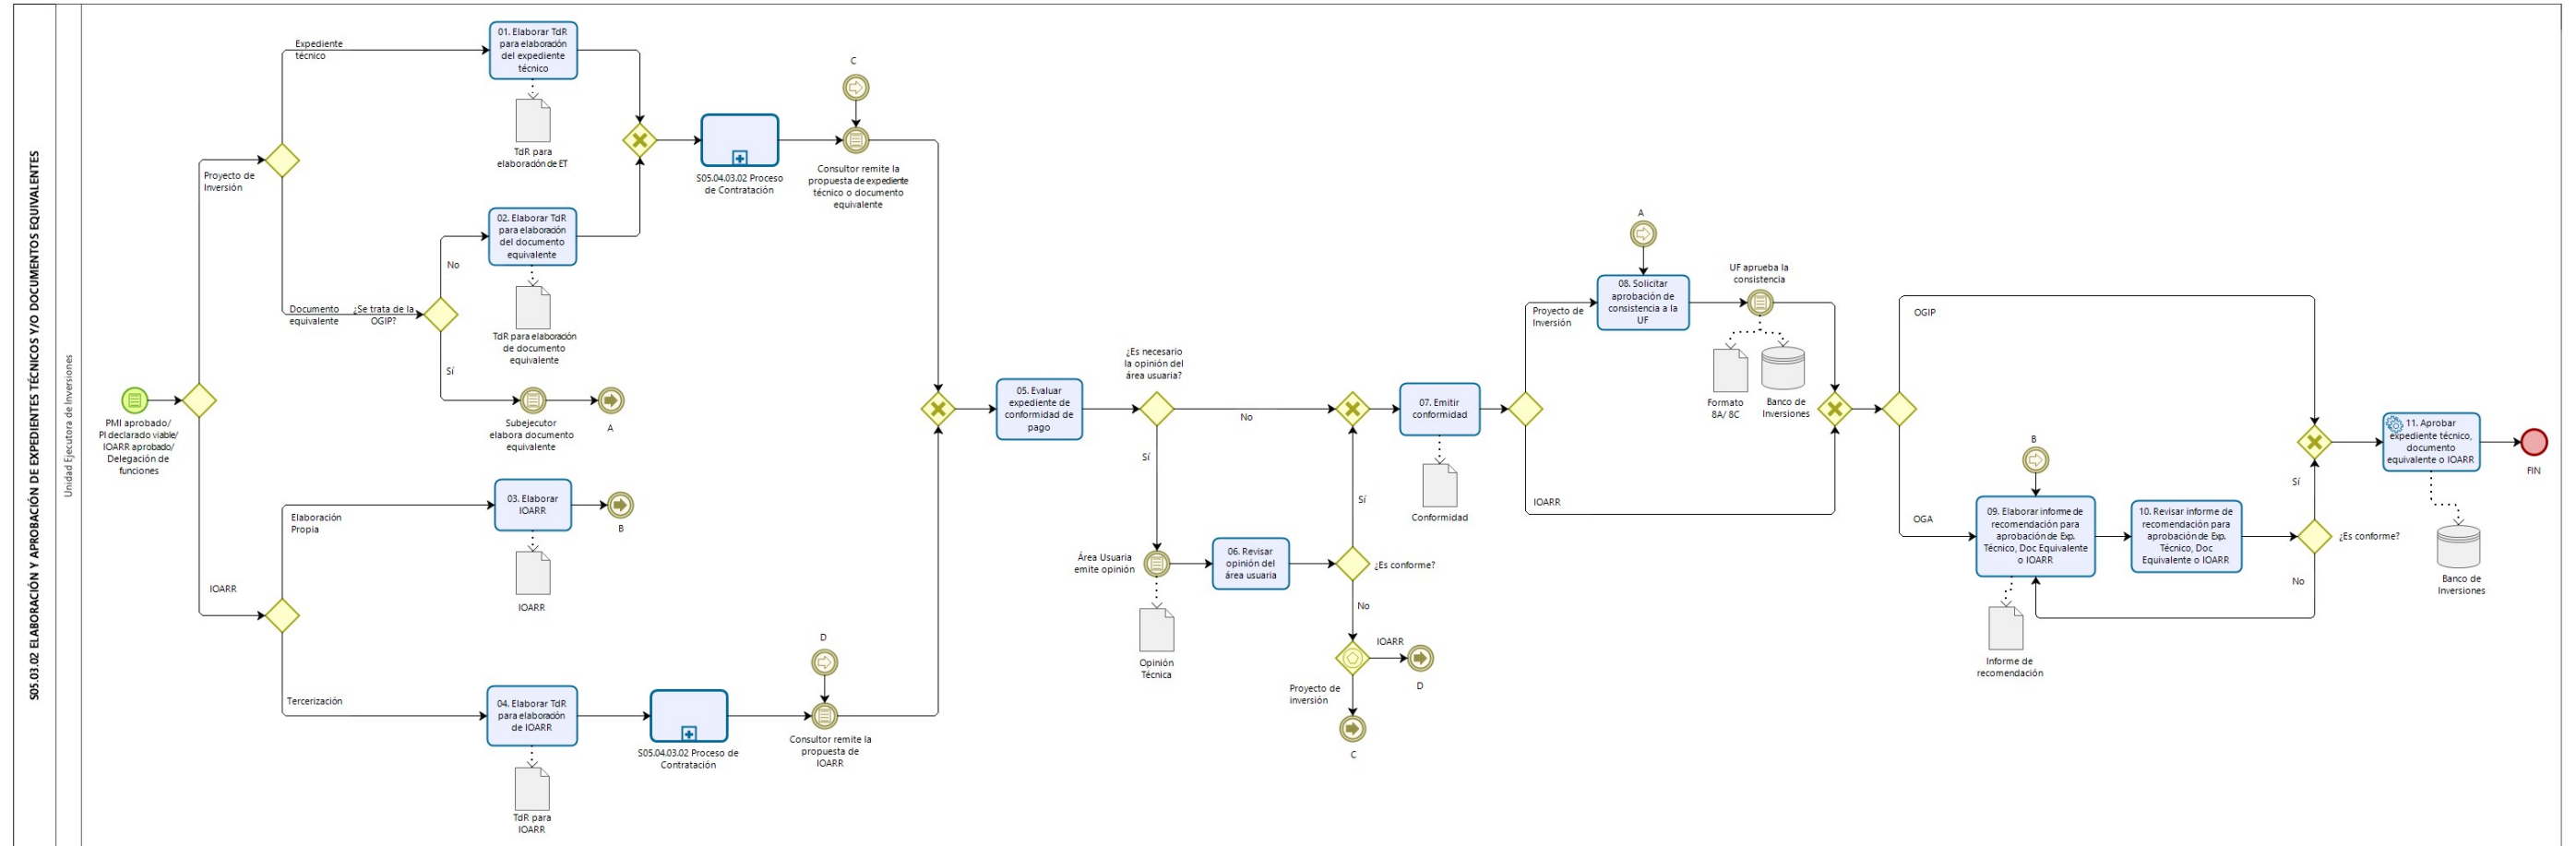 S05.03.02 ELABORACIÓN Y APROBACIÓN DE EXPEDIENTES TÉCNICOS Y/O DOCUMENTOS EQUIVALENTES
Unidad Ejecutora de Inversiones
PMI aprobado/
PI declarado viable/
IOARR aprobado/
Delegación de
funciones
Proyecto de
Inversión
IOARR
Expediente
técnico
Documento
equivalente
¿Se trata de la
OGIP?
No
Sí
01. Elaborar TdR
para elaboración
del expediente
técnico
TdR para
elaboración de ET
02. Elaborar TdR
para elaboración
del documento
equivalente
TdR para elaboración
de documento
equivalente
Subejecutor
elabora documento
equivalente
A
S05.04.03.02 Proceso
de Contratación
C
Consultor remite la
propuesta de expediente
técnico o documento
equivalente
Elaboración
Propia
03. Elaborar
IOARR
B
IOARR
Tercerización
04. Elaborar TdR
para elaboración
de IOARR
TdR para
IOARR
S05.04.03.02 Proceso de
Contratación
D
Consultor remite la
propuesta de
IOARR
05. Evaluar
expediente de
conformidad de
pago
¿Es necesario
la opinión del
área usuaria?
No
Sí
Área Usuaria
emite opinión
Opinión
Técnica
06. Revisar
opinión del
área usuaria
¿Es conforme?
Sí
No
IOARR
D
Proyecto de
inversión
C
07. Emitir
conformidad
Conformidad
Proyecto de
Inversión
IOARR
A
08. Solicitar
aprobación de
consistencia a la
UF
UF aprueba la
consistencia
Formato
8A/ 8C
Banco de
Inversiones
OGIP
OGA
B
09. Elaborar informe de
recomendación para
aprobación de Exp.
Técnico, Doc Equivalente
o IOARR
Informe de
recomendación
10. Revisar informe de
recomendación para
aprobación de Exp.
Técnico, Doc
Equivalente o IOARR
¿Es conforme?
Sí
No
11. Aprobar
expediente técnico,
documento
equivalente o IOARR
Banco de
Inversiones
FIN